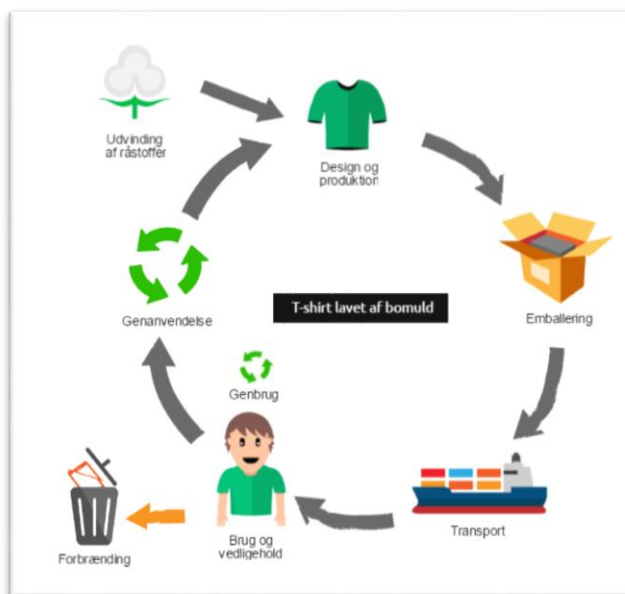 Udvinding
af råstoffer
Design og
produktion
Emballering
T-shirt lavet af bomuld
Genanvendelse
Genbrug
Transport
Brug og
vedligehold
Forbrænding